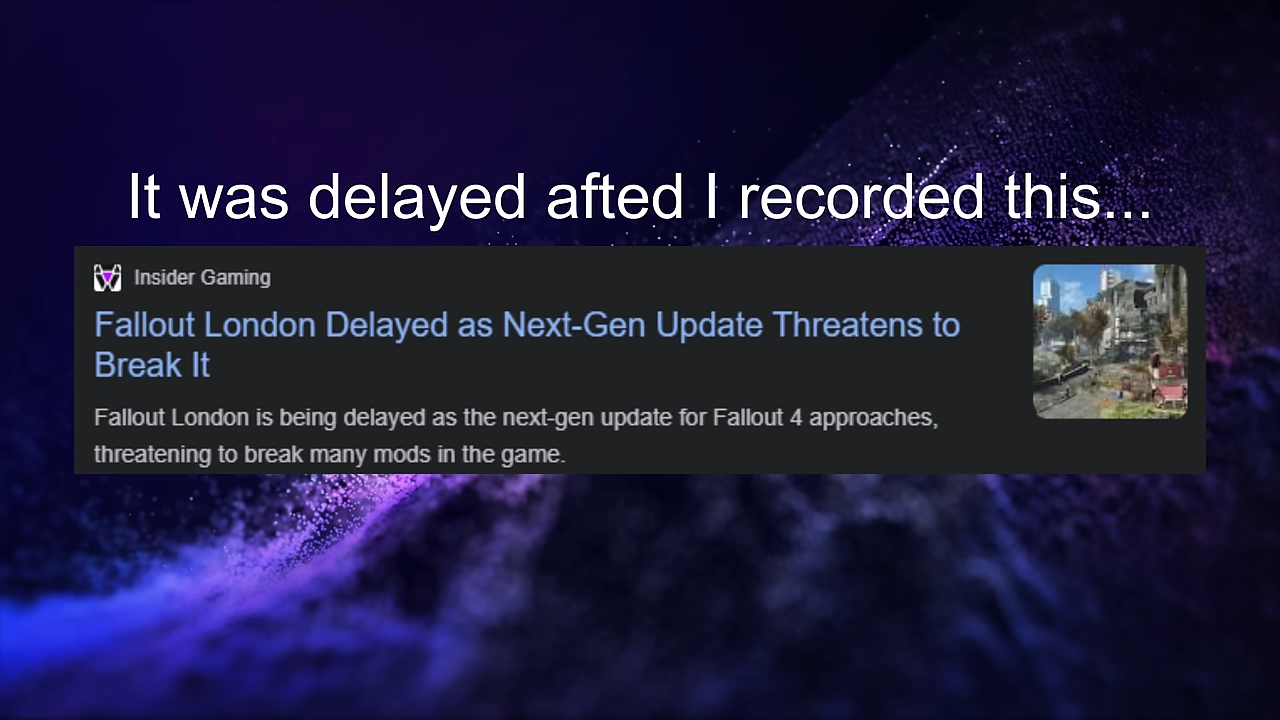 It was delayed afted I recorded this...
Insider Gaming
Fallout London Delayed as Next-Gen Update Threatens to
Break It
Fallout London is being delayed as the next-gen update for Fallout 4 approaches,
threatening to break many mods in the game.